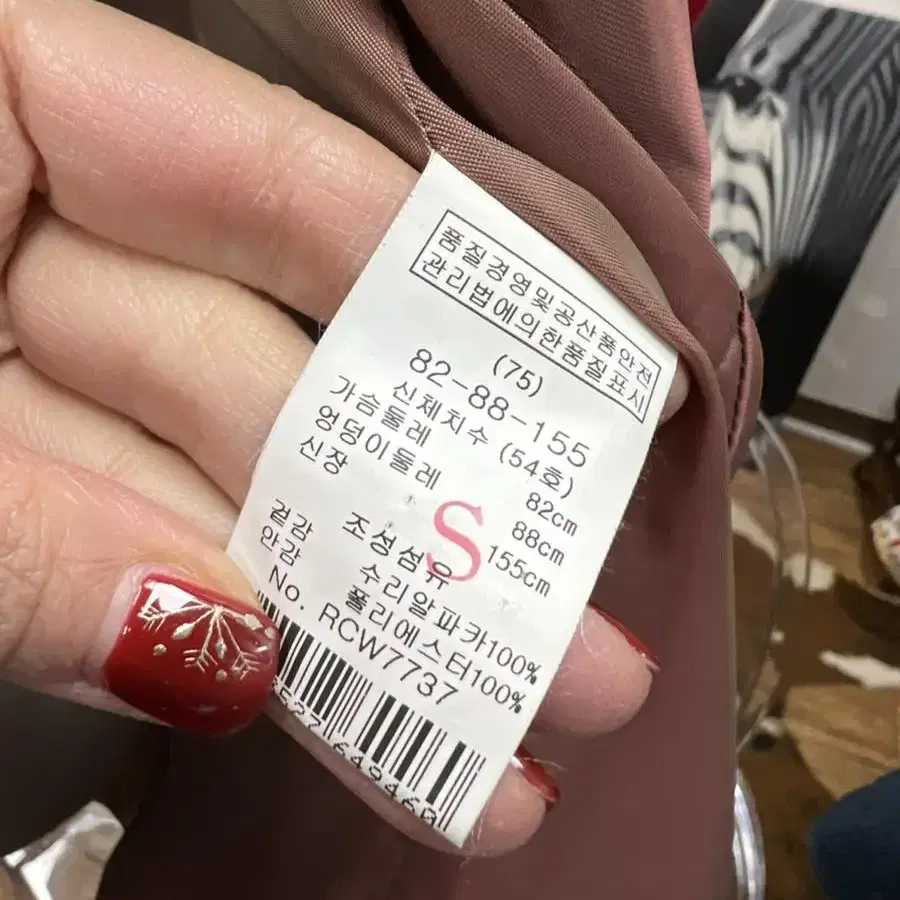 품질경영및공산품안전
관리법에의한품질표시
(75)
82-88-155
신체치수 (54호)
가슴둘레 82cm
엉덩이둘레 88cm
신장 155cm
S
조성섬유
겉감 수리알파카100%
안감 폴리에스터100%
No. RCW7737